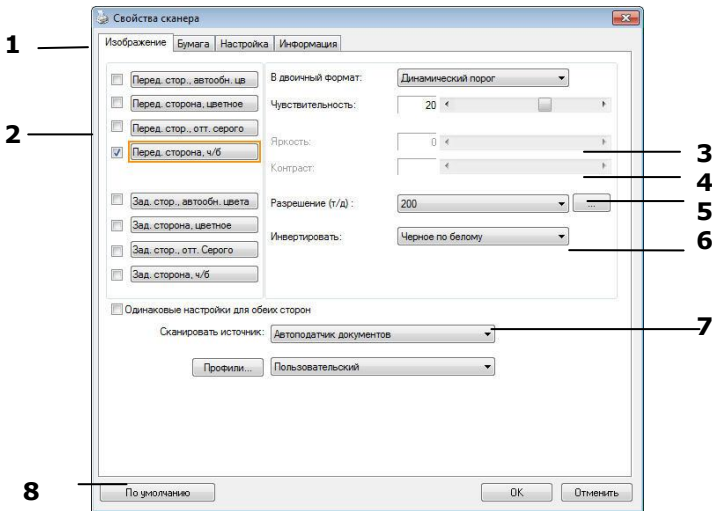 Свойства сканера
1
Изображение Бумага Настройка Информация
Перед. стор., автообн. цв
В двоичный формат: Динамический порог
Перед. сторона, цветное
Чувствительность: 20
2
Перед. стор., отт. серого
Яркость: 0
3
Перед. сторона, ч/б
Контраст:
4
Зад. стор., автообн. цвета
Разрешение (т/д) : 200 ...
5
Зад. сторона, цветное
Инвертировать: Черное по белому
6
Зад. стор., отт. Серого
Зад. сторона, ч/б
Одинаковые настройки для обеих сторон
Сканировать источник: Автоподатчик документов
7
Профили... Пользовательский
8
По умолчанию OK Отменить